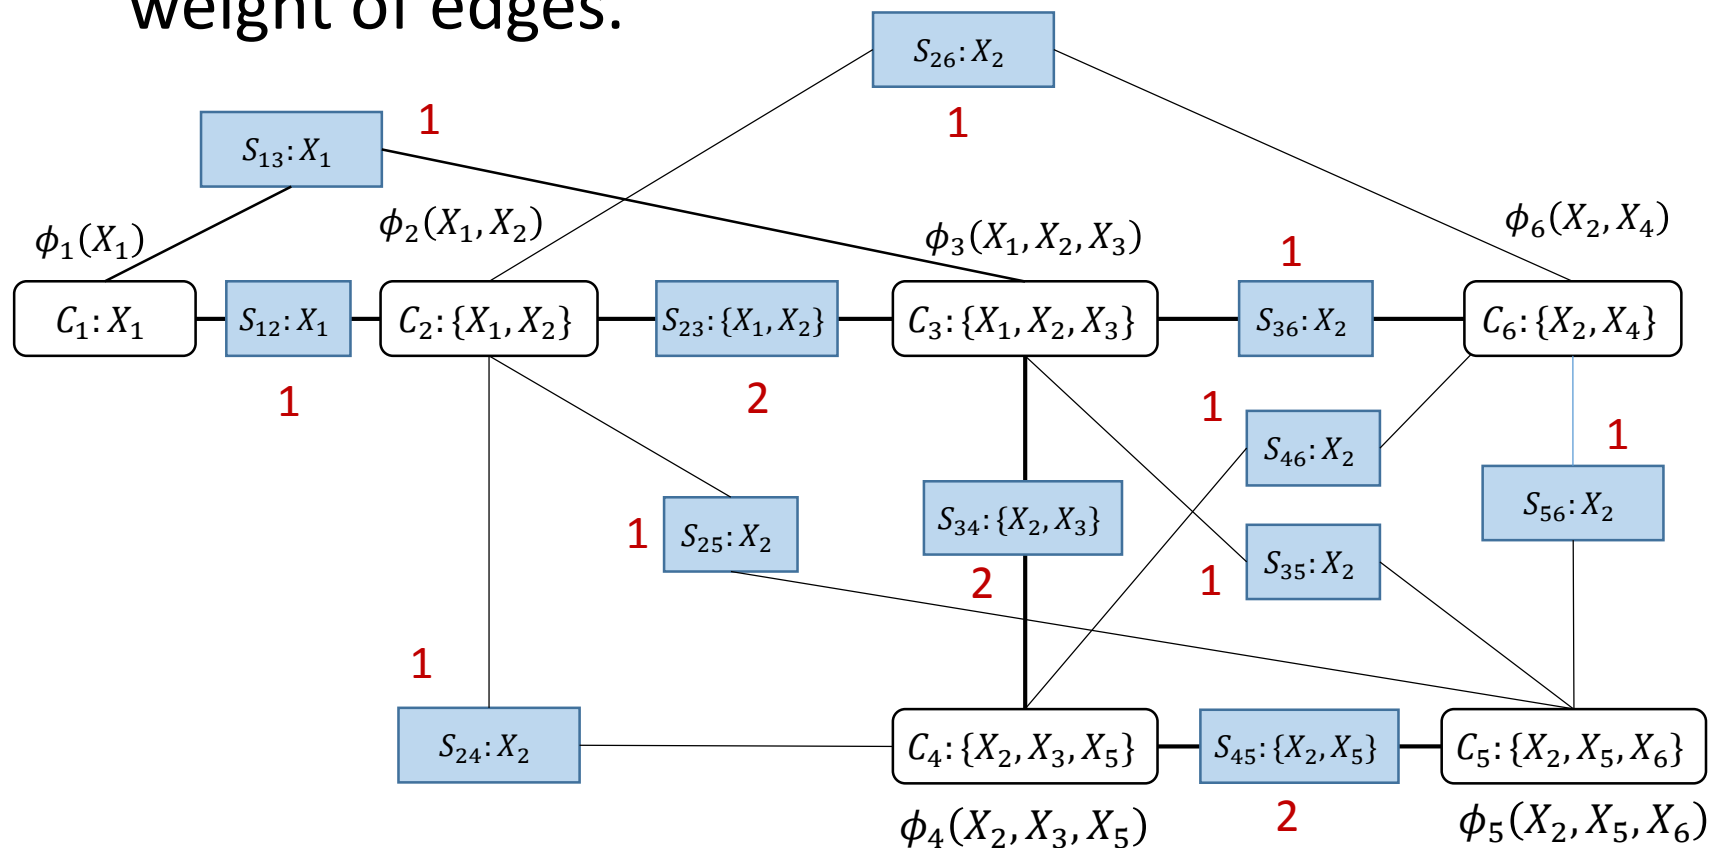 weight of edges.
S₂₆: X₂
1
S₁₃: X₁
1
ϕ₁(X₁)
ϕ₂(X₁, X₂)
ϕ₃(X₁, X₂, X₃)
ϕ₆(X₂, X₄)
1
C₁: X₁
S₁₂: X₁
C₂: {X₁, X₂}
S₂₃: {X₁, X₂}
C₃: {X₁, X₂, X₃}
S₃₆: X₂
C₆: {X₂, X₄}
1
2
1
S₄₆: X₂
1
S₅₆: X₂
1
S₂₅: X₂
S₃₄: {X₂, X₃}
2
1
S₃₅: X₂
1
S₂₄: X₂
C₄: {X₂, X₃, X₅}
S₄₅: {X₂, X₅}
C₅: {X₂, X₅, X₆}
ϕ₄(X₂, X₃, X₅)
2
ϕ₅(X₂, X₅, X₆)